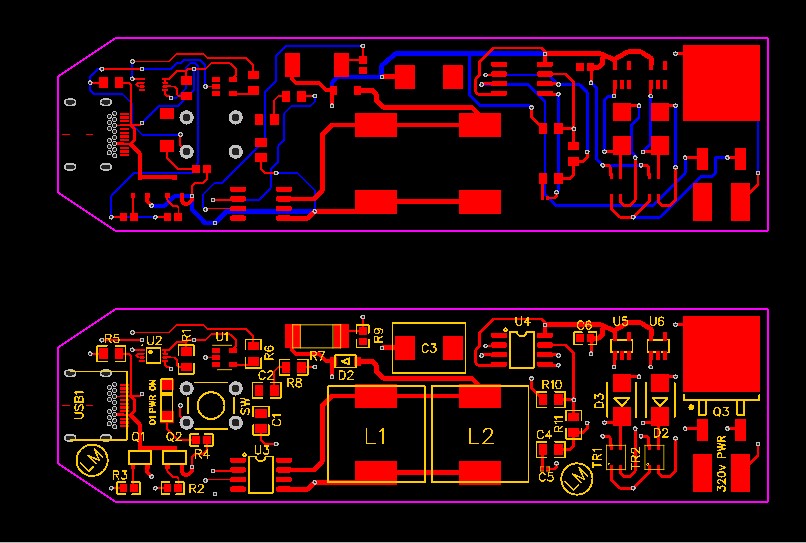 U4
C6
U5
U6
R5
U2
R1
U1
R9
R6
R7
C3
C2
R8
D2
USB1
01 PWR ON
SW
C1
R10
R11
D3
D2
Q3
L1
L2
Q1
Q2
R4
U3
C4
C5
TR1
TR2
LM
LM
320v PWR
R3
R2